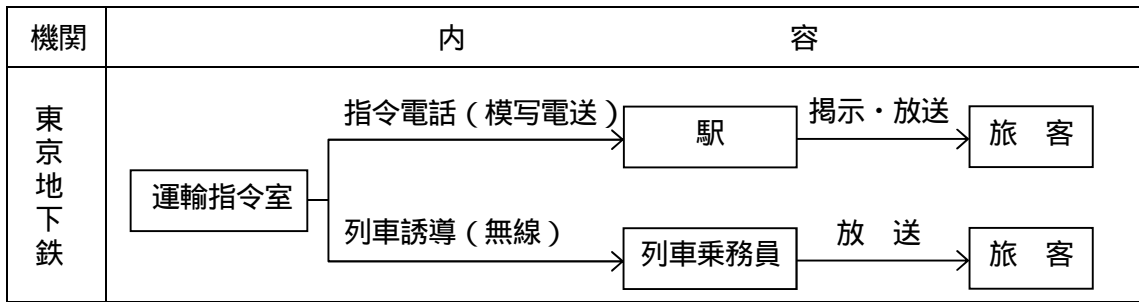 機関
内 容
東京地下鉄
運輸指令室
指令電話（模写電送）
駅
掲示・放送
旅 客
列車誘導（無線）
列車乗務員
放 送
旅 客